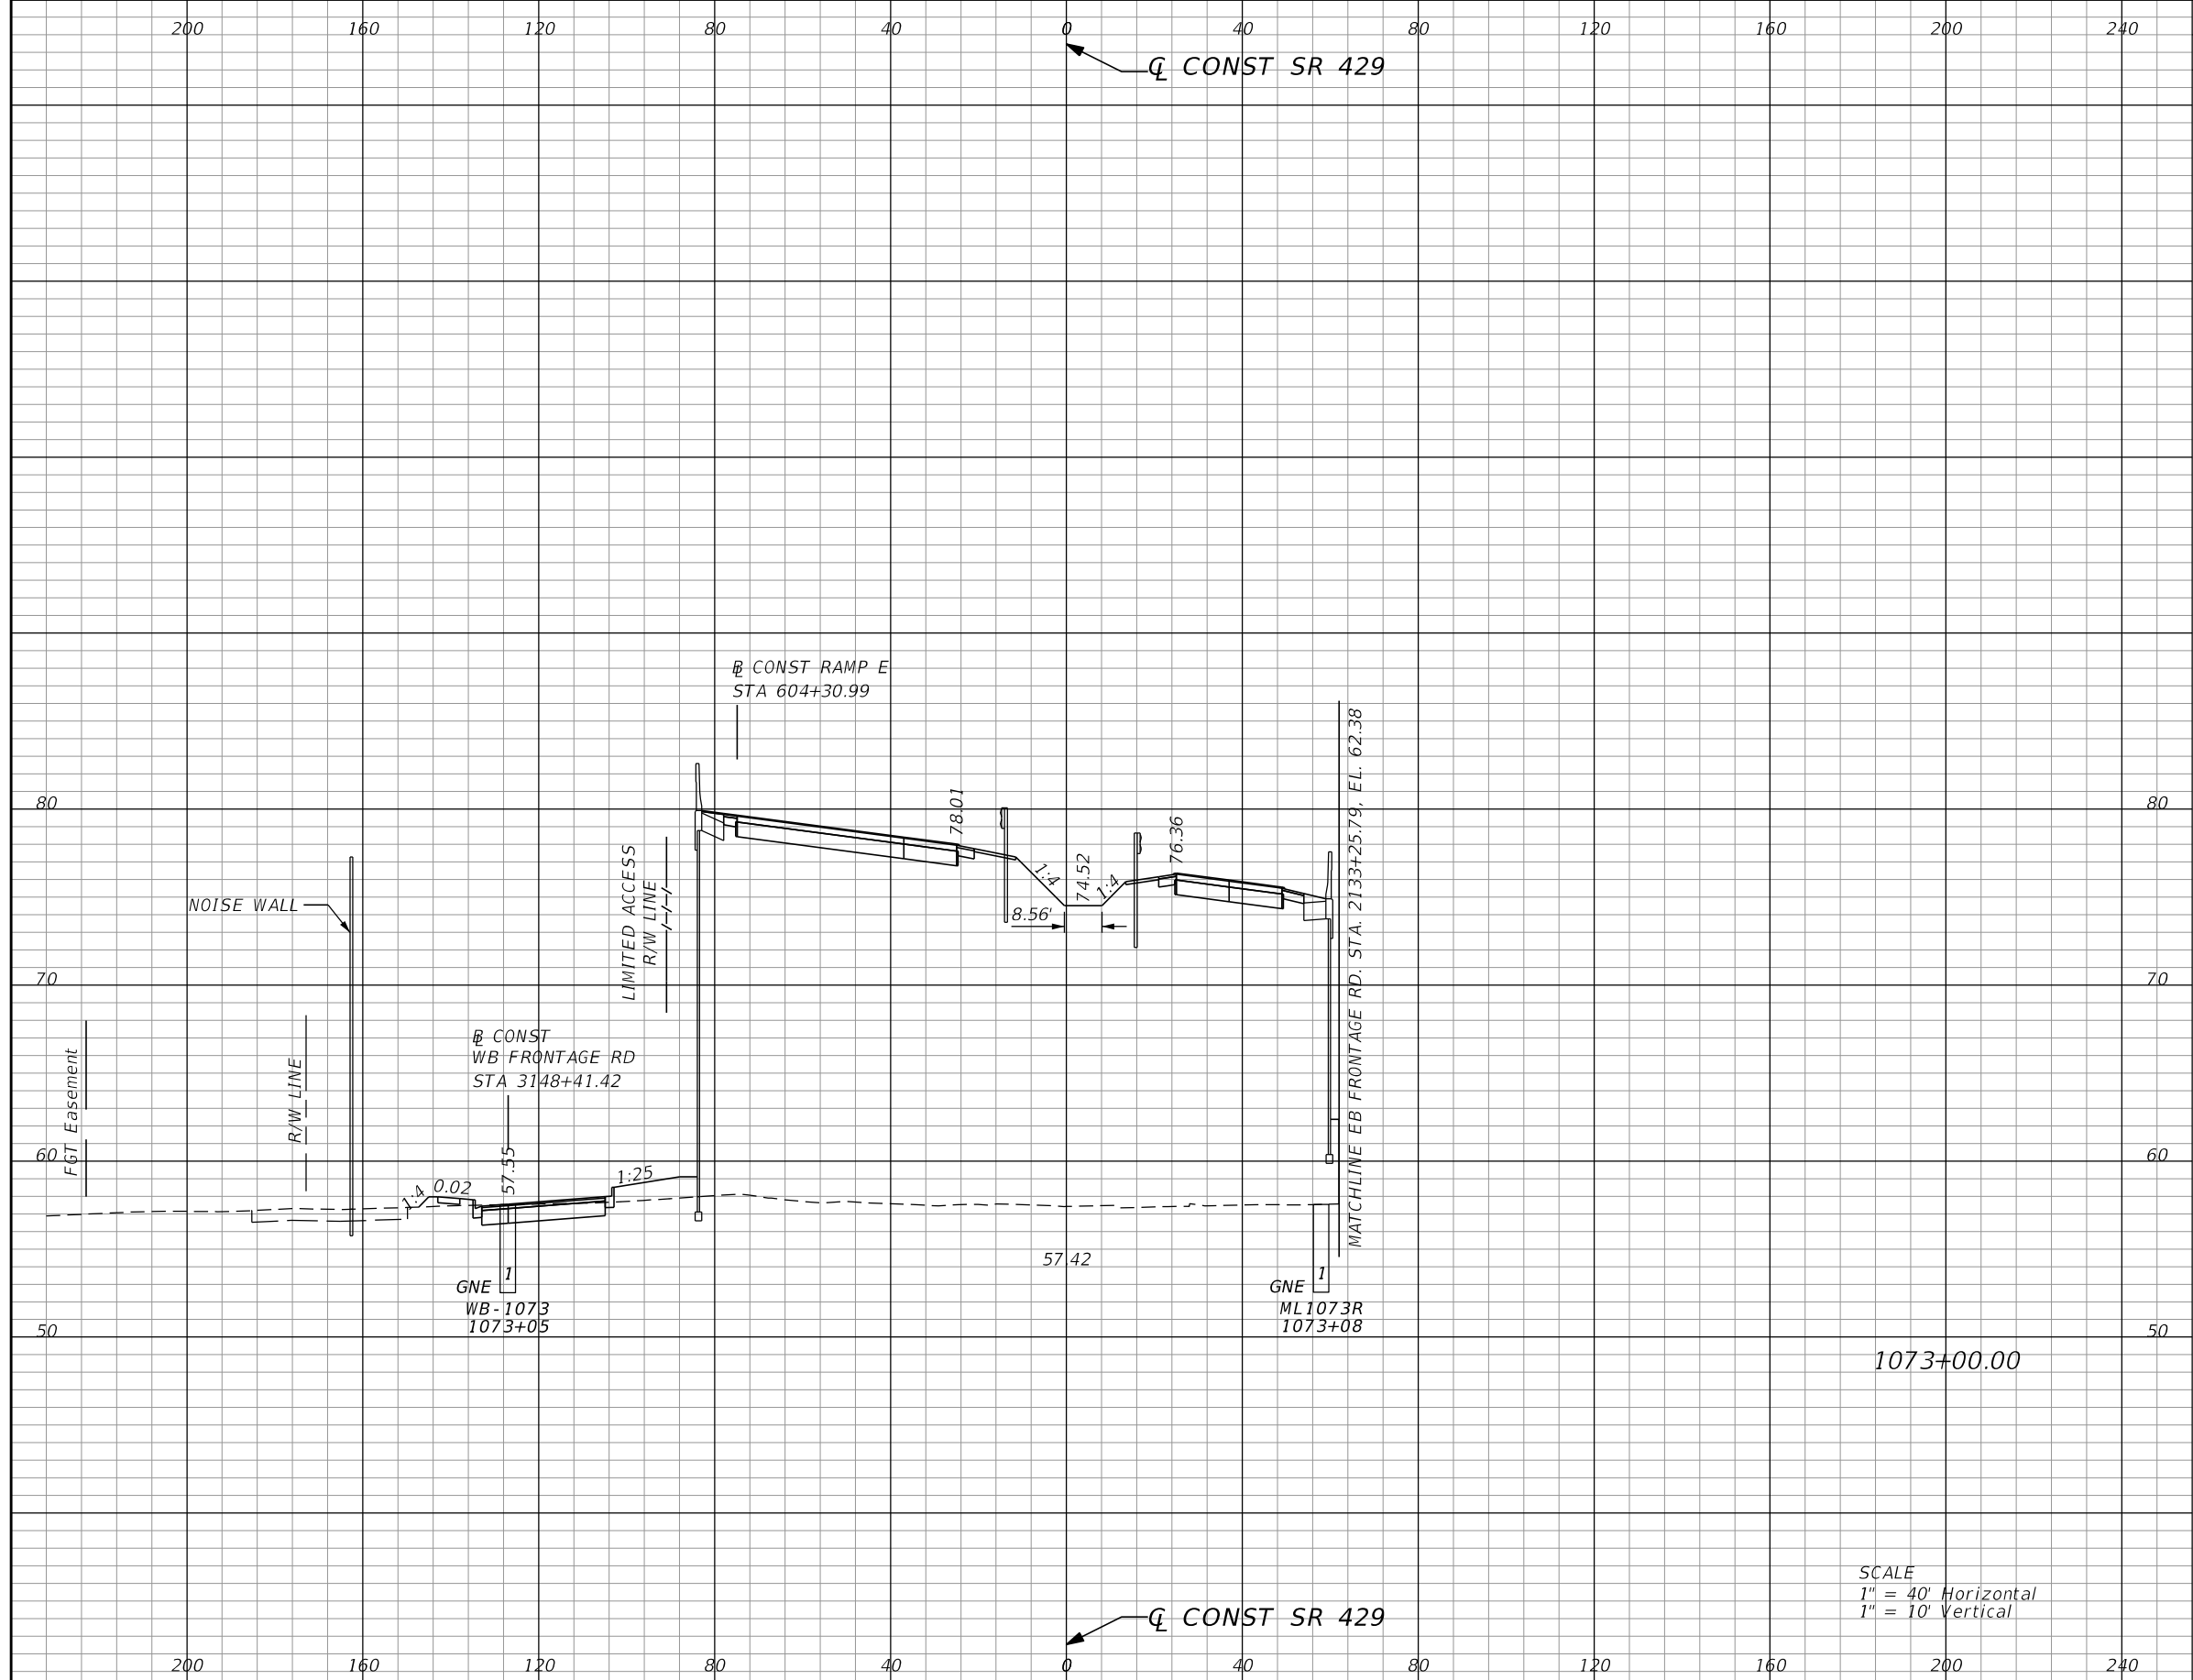 200 160 120 80 40 0 40 80 120 160 200 240
℄ CONST SR 429
℄ CONST RAMP E
STA 604+30.99
80 80
78.01
76.36
74.52
1:4
1:4
8.56'
NOISE WALL
LIMITED ACCESS
R/W LINE
MATCHLINE EB FRONTAGE RD. STA. 2133+25.79, EL. 62.38
70 70
℄ CONST
WB FRONTAGE RD
STA 3148+41.42
FGT Easement
R/W LINE
60 60
57.55
1:25
1:4
0.02
57.42
1
GNE
WB-1073
1073+05
1
GNE
ML1073R
1073+08
50 50
1073+00.00
SCALE
1" = 40' Horizontal
1" = 10' Vertical
℄ CONST SR 429
200 160 120 80 40 0 40 80 120 160 200 240